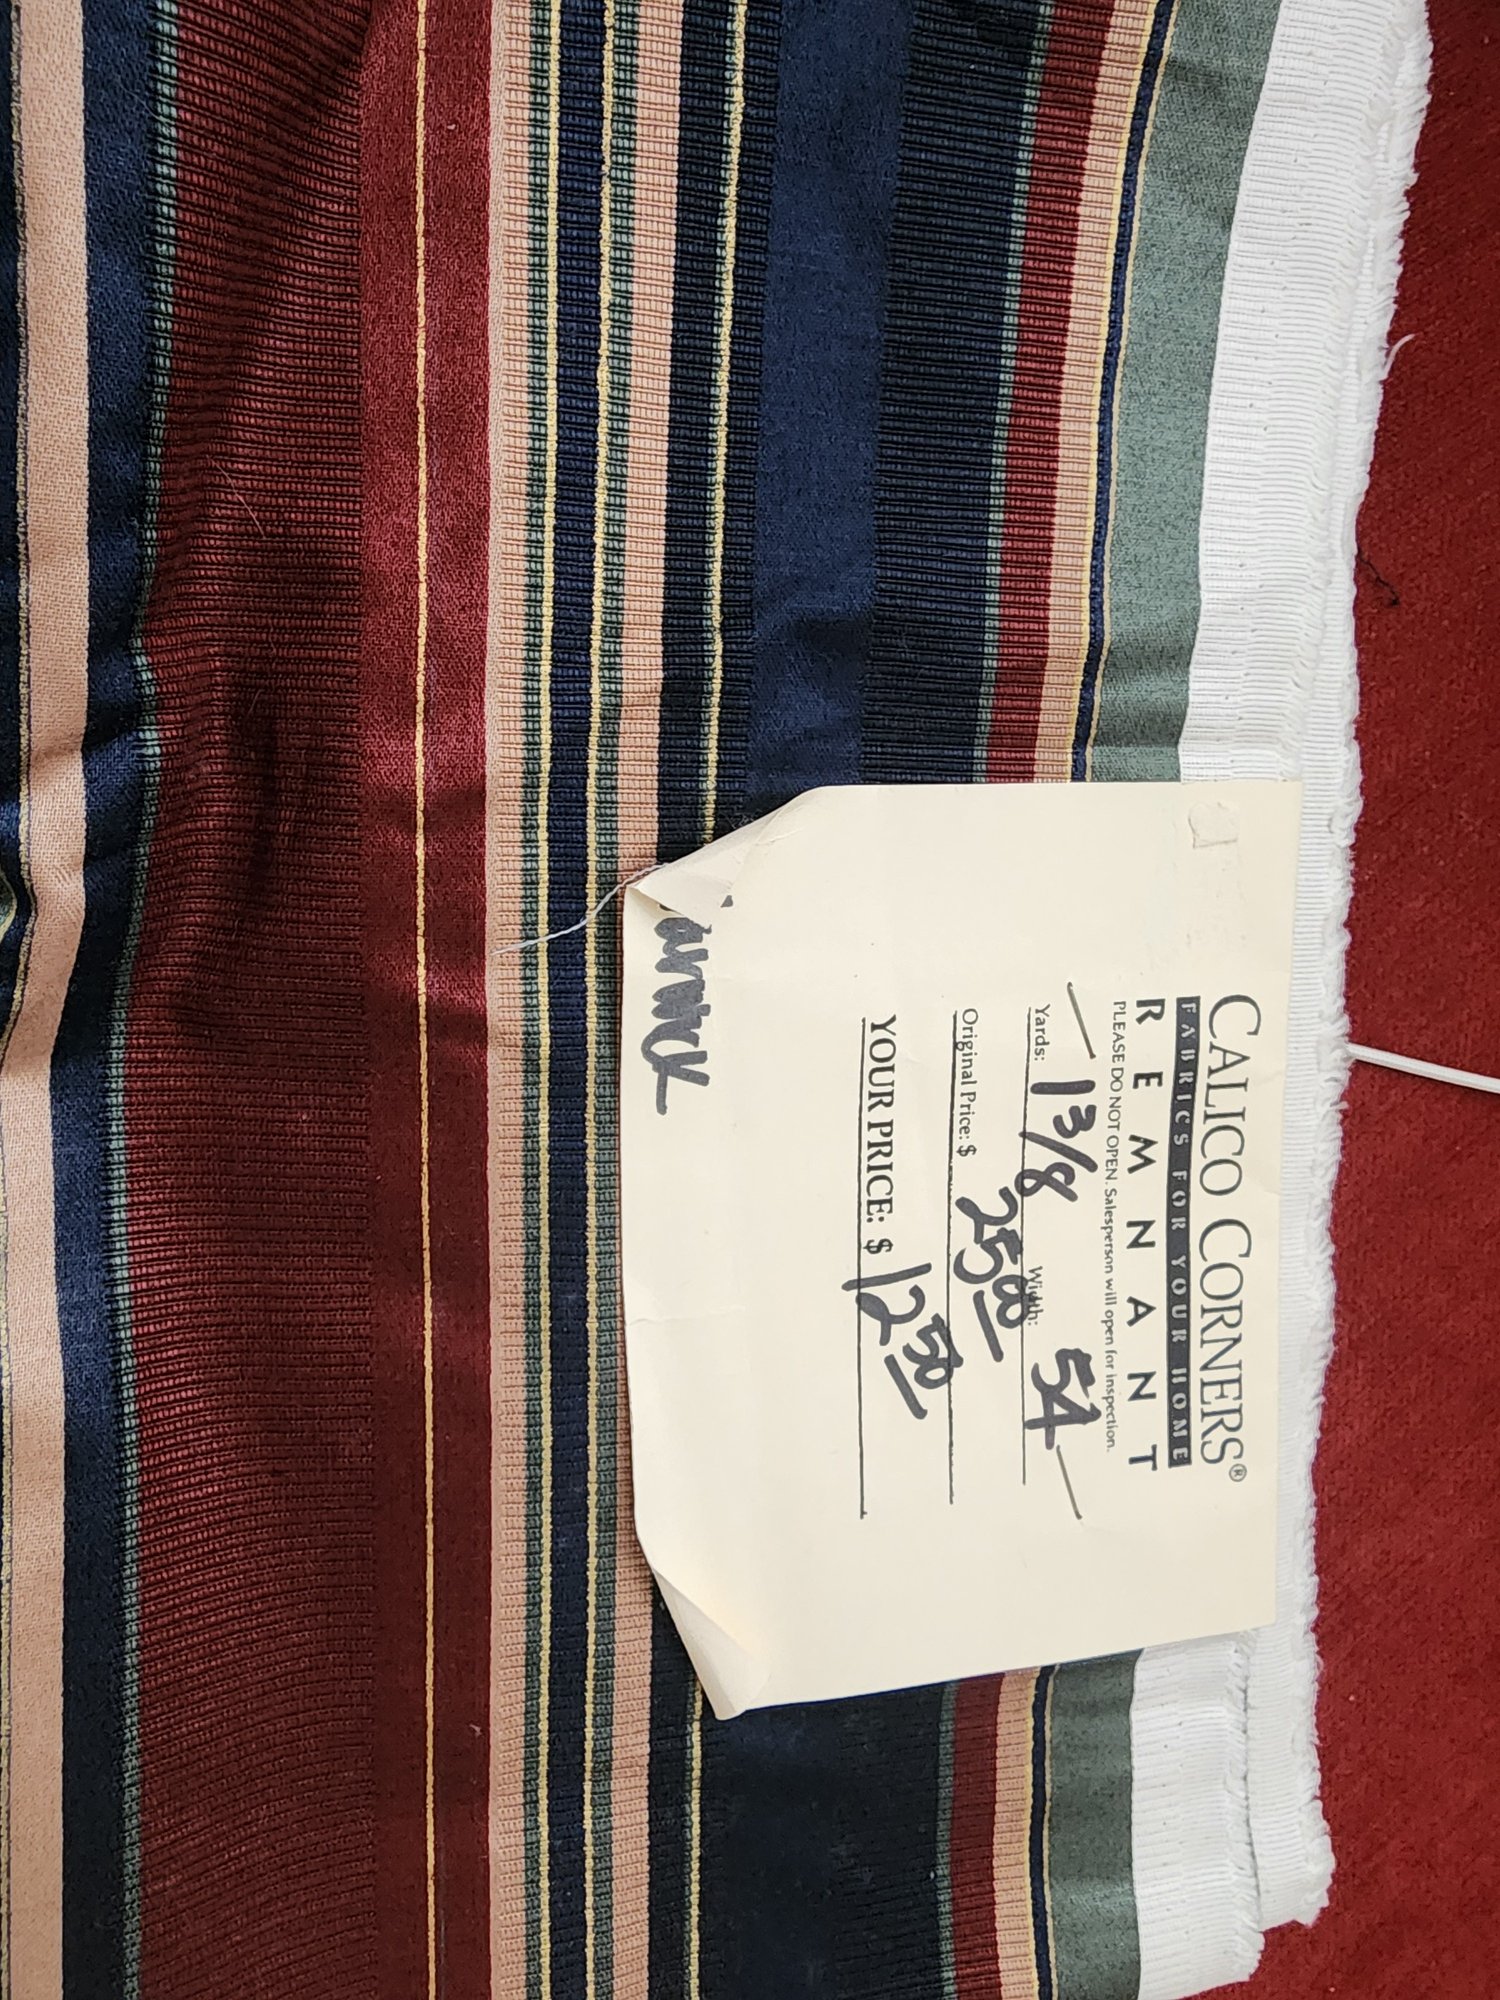 CALICO CORNERS®
FABRICS FOR YOUR HOME
REMNANT
PLEASE DO NOT OPEN. Salesperson will open for inspection.
Yards: 1 3/8 Width: 54
Original Price: $ 25.00
YOUR PRICE: $ 12.50